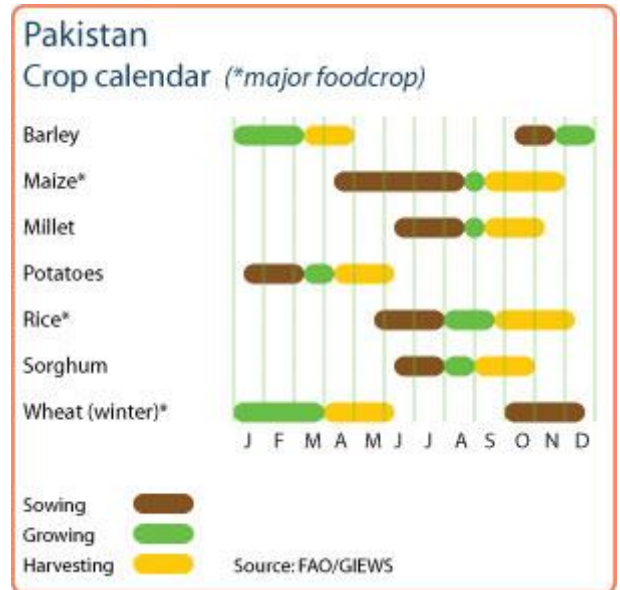 Pakistan
Crop calendar (*major foodcrop)
Barley
Maize*
Millet
Potatoes
Rice*
Sorghum
Wheat (winter)*
J F M A M J J A S O N D
Sowing
Growing
Harvesting
Source: FAO/GIEWS